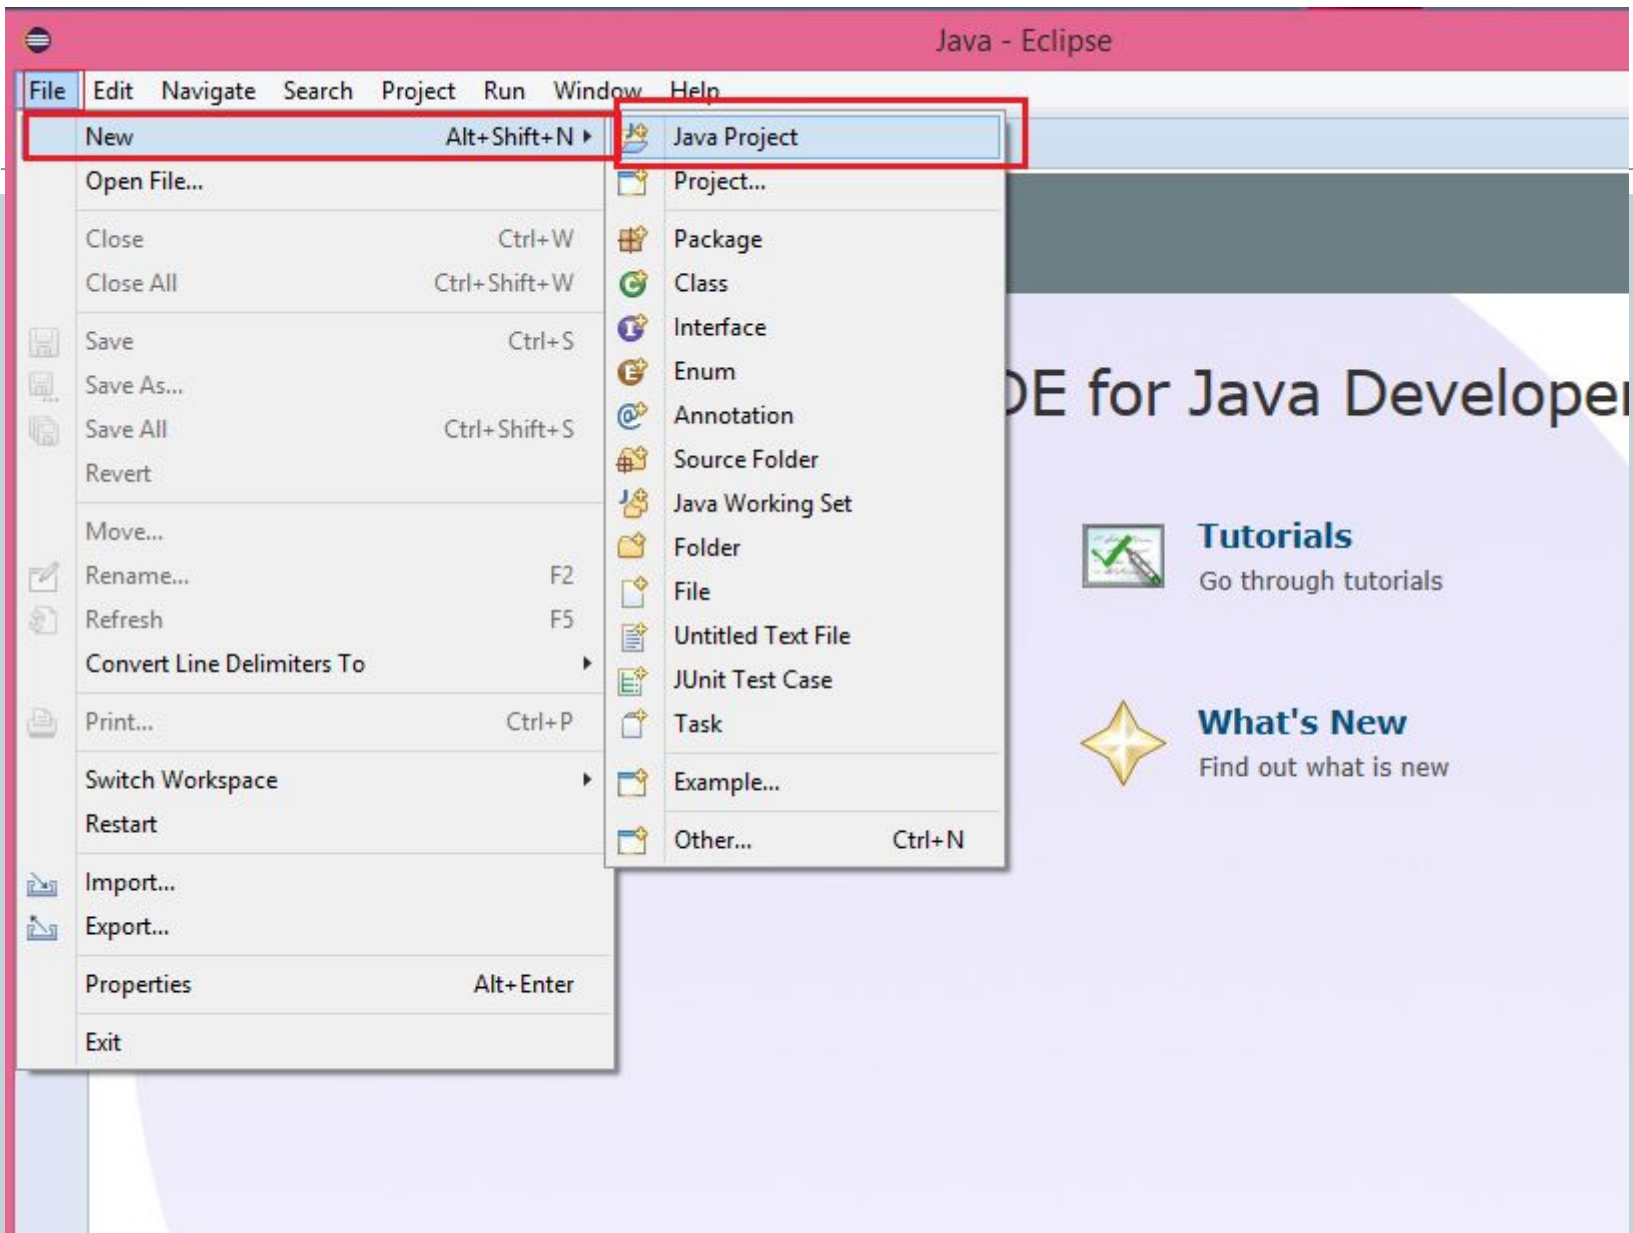 Java - Eclipse
File Edit Navigate Search Project Run Window Help
New Alt+Shift+N
Open File...
Close Ctrl+W
Close All Ctrl+Shift+W
Save Ctrl+S
Save As...
Save All Ctrl+Shift+S
Revert
Move...
Rename... F2
Refresh F5
Convert Line Delimiters To
Print... Ctrl+P
Switch Workspace
Restart
Import...
Export...
Properties Alt+Enter
Exit
Java Project
Project...
Package
Class
Interface
Enum
Annotation
Source Folder
Java Working Set
Folder
File
Untitled Text File
JUnit Test Case
Task
Example...
Other... Ctrl+N
for Java
Tutorials
Go through tutorials
What's New
Find out what is new